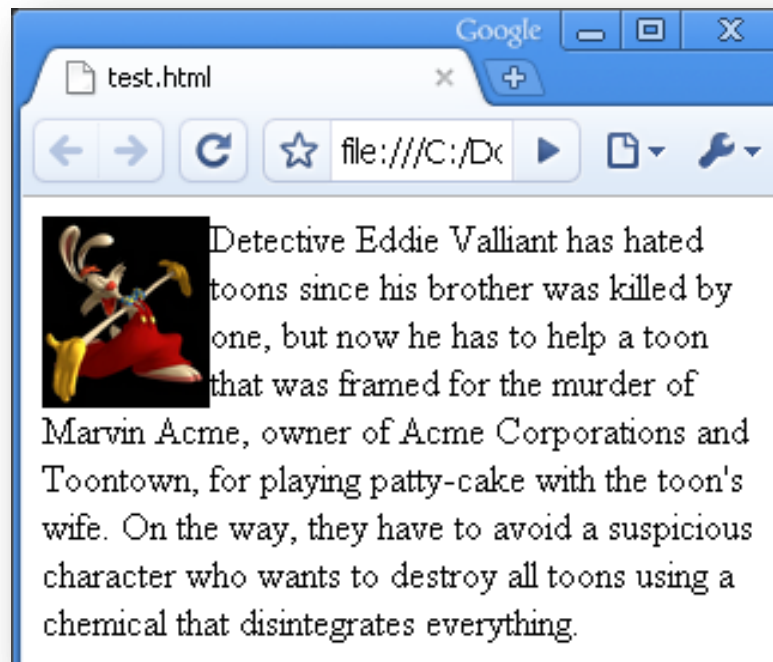 Google
test.html
file:///C:/Dc
Detective Eddie Valliant has hated
toons since his brother was killed by
one, but now he has to help a toon
that was framed for the murder of
Marvin Acme, owner of Acme Corporations and
Toontown, for playing patty-cake with the toon's
wife. On the way, they have to avoid a suspicious
character who wants to destroy all toons using a
chemical that disintegrates everything.